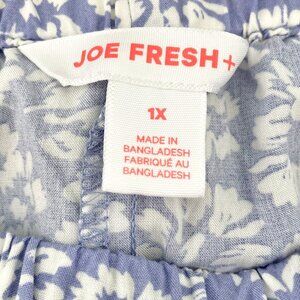 JOE FRESH+
1X
MADE IN
BANGLADESH
FABRIQUÉ AU
BANGLADESH